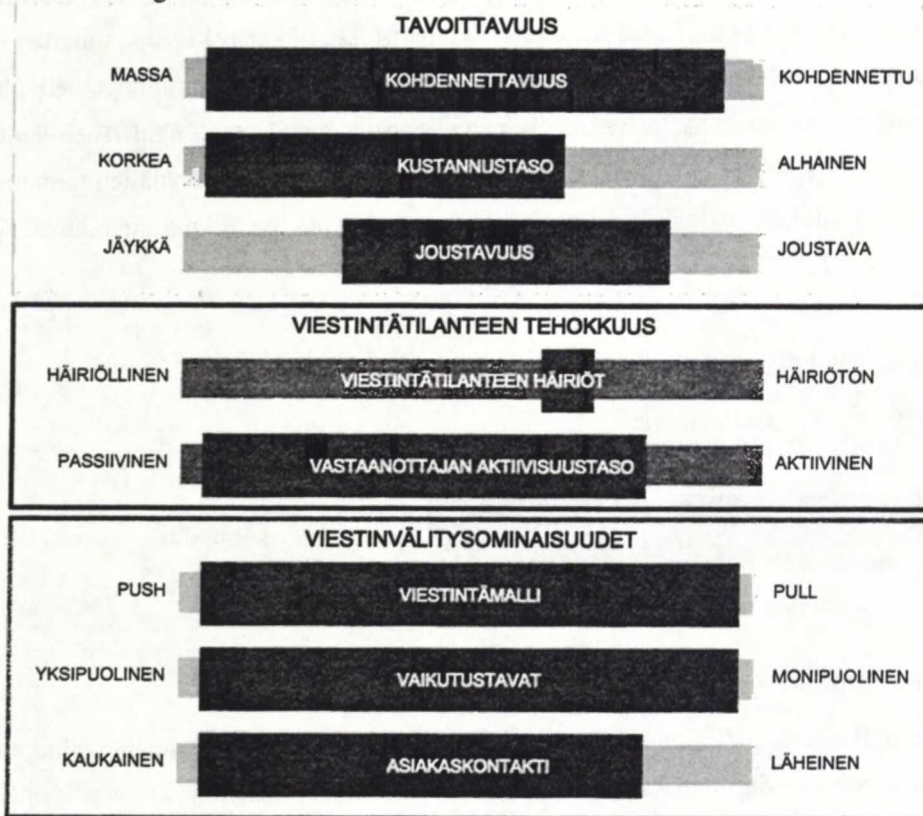 TAVOITTAVUUS
MASSA KOHDENNETTAVUUS KOHDENNETTU
KORKEA KUSTANNUSTASO ALHAINEN
JÄYKKÄ JOUSTAVUUS JOUSTAVA
VIESTINTÄTILANTEEN TEHOKKUUS
HÄIRIÖLLINEN VIESTINTÄTILANTEEN HÄIRIÖT HÄIRIÖTÖN
PASSIIVINEN VASTAANOTTAJAN AKTIIVISUUSTASO AKTIIVINEN
VIESTINVÄLITYSOMINAISUUDET
PUSH VIESTINTÄMALLI PULL
YKSIPUOLINEN VAIKUTUSTAVAT MONIPUOLINEN
KAUKAINEN ASIAKASKONTAKTI LÄHEINEN